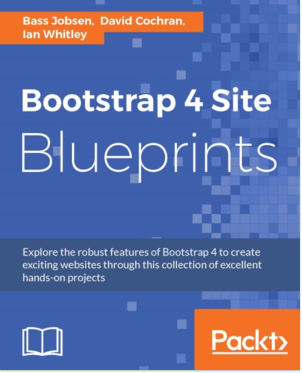 Bass Jobsen, David Cochran,
Ian Whitley
Bootstrap 4 Site
Blueprints
Explore the robust features of Bootstrap 4 to create
exciting websites through this collection of excellent
hands-on projects
Packt>